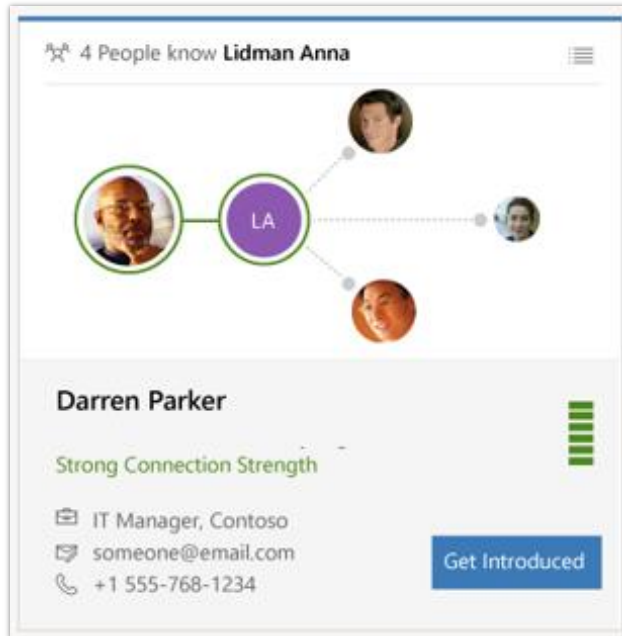 4 People know Lidman Anna
LA
Darren Parker
Strong Connection Strength
IT Manager, Contoso
someone@email.com
+1 555-768-1234
Get Introduced